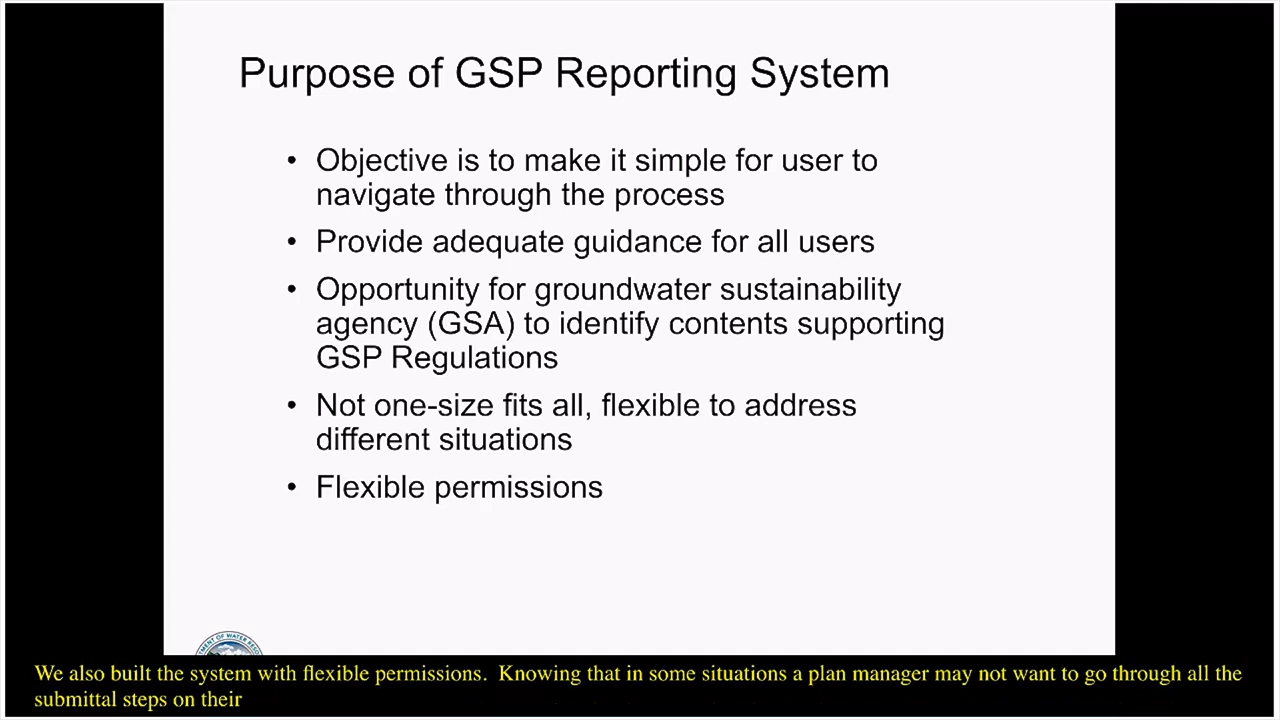 Purpose of GSP Reporting System
• Objective is to make it simple for user to
navigate through the process
• Provide adequate guidance for all users
• Opportunity for groundwater sustainability
agency (GSA) to identify contents supporting
GSP Regulations
• Not one-size fits all, flexible to address
different situations
• Flexible permissions
We also built the system with flexible permissions.  Knowing that in some situations a plan manager may not want to go through all the
submittal steps on their